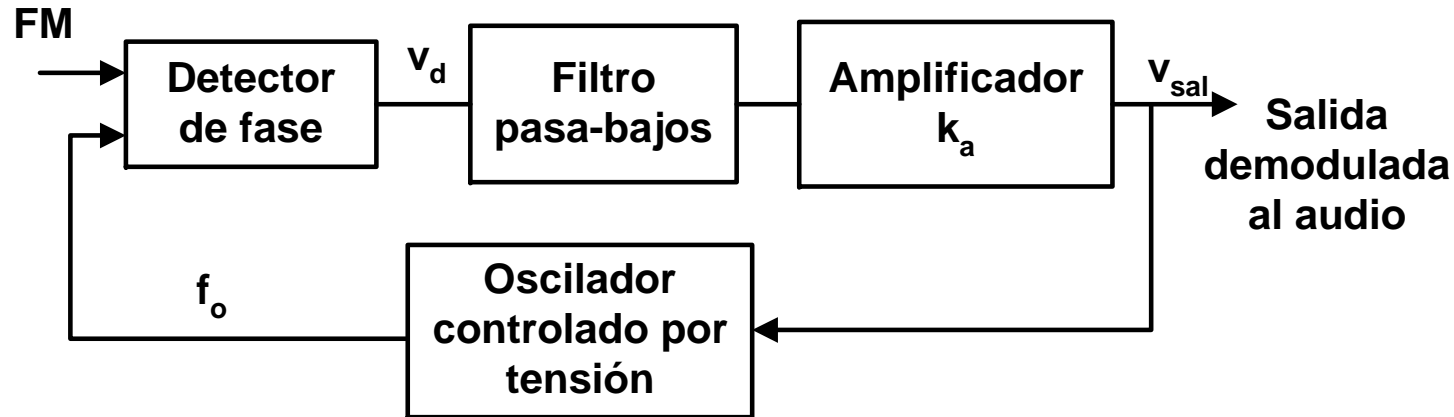 FM
Detector
de fase
v_d
Filtro
pasa-bajos
Amplificador
k_a
v_sal
Salida
demodulada
al audio
f_o
Oscilador
controlado por
tensión